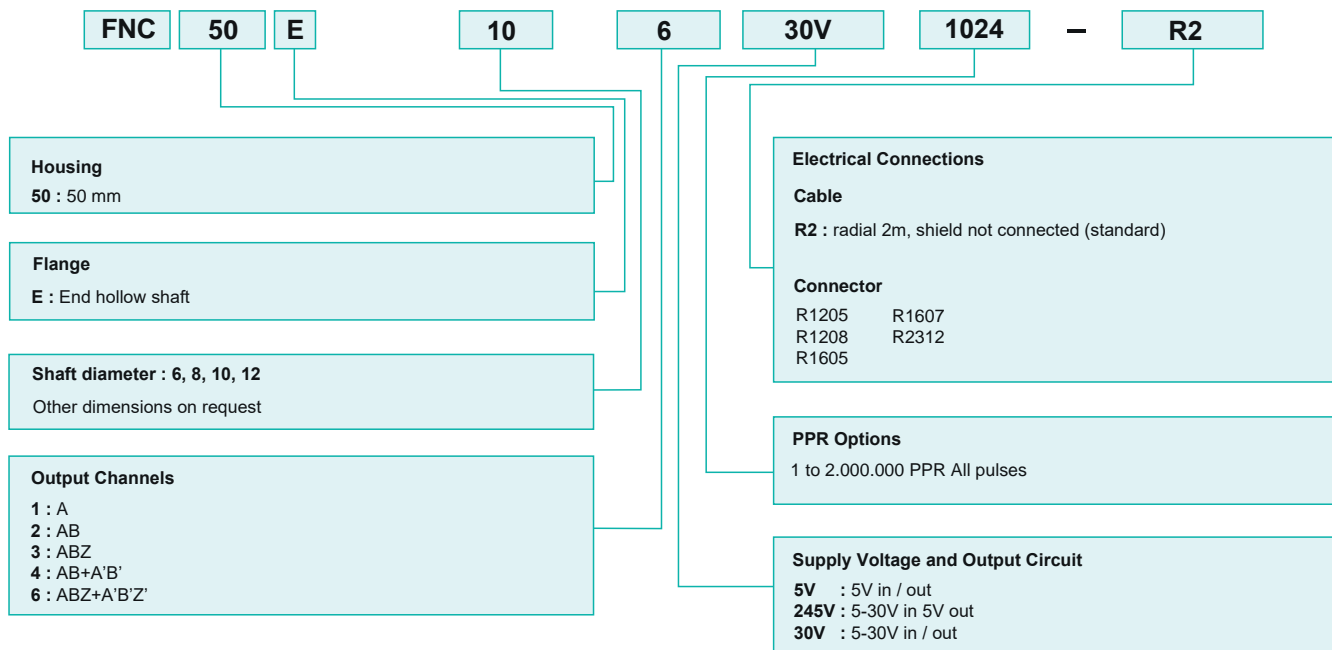 FNC 50 E 10 6 30V 1024 – R2
Housing
50 : 50 mm
Flange
E : End hollow shaft
Shaft diameter : 6, 8, 10, 12
Other dimensions on request
Output Channels
1 : A
2 : AB
3 : ABZ
4 : AB+A’B’
6 : ABZ+A’B’Z’
Electrical Connections
Cable
R2 : radial 2m, shield not connected (standard)
Connector
R1205 R1607
R1208 R2312
R1605
PPR Options
1 to 2.000.000 PPR All pulses
Supply Voltage and Output Circuit
5V : 5V in / out
245V : 5-30V in 5V out
30V : 5-30V in / out